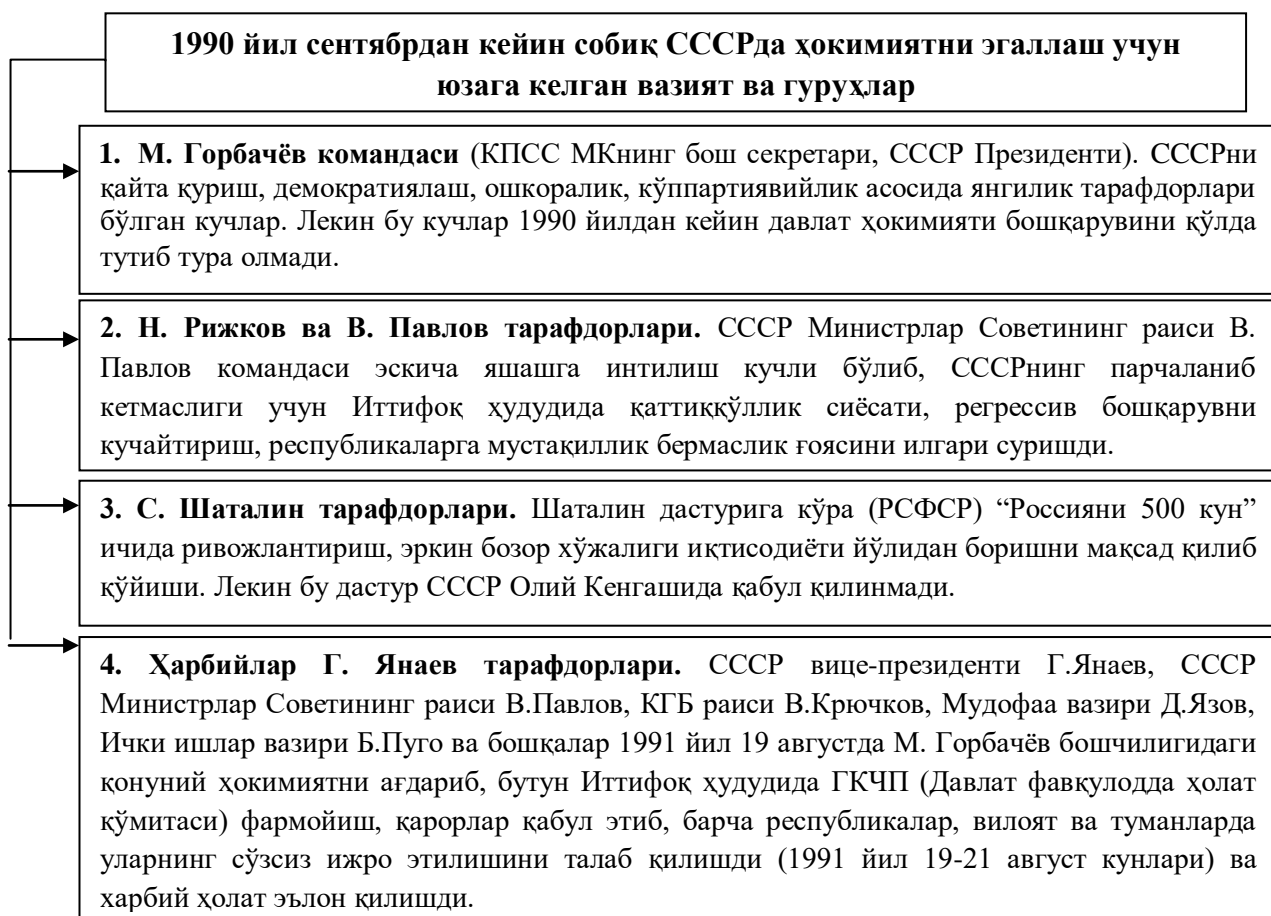 1990 йил сентябрдан кейин собиқ СССРда ҳокимиятни эгаллаш учун
юзага келган вазият ва гуруҳлар
1. М. Горбачёв командаси (КПСС МКнинг бош секретари, СССР Президенти). СССРни
қайта қуриш, демократиялаш, ошкоралик, кўппартиявийлик асосида янгилик тарафдорлари
бўлган кучлар. Лекин бу кучлар 1990 йилдан кейин давлат ҳокимияти бошқарувини қўлда
тутиб тура олмади.
2. Н. Рижков ва В. Павлов тарафдорлари. СССР Министрлар Советининг раиси В.
Павлов командаси эскича яшашга интилиш кучли бўлиб, СССРнинг парчаланиб
кетмаслиги учун Иттифоқ ҳудудида қаттиққўллик сиёсати, регрессив бошқарувни
кучайтириш, республикаларга мустақиллик бермаслик ғоясини илгари суришди.
3. С. Шаталин тарафдорлари. Шаталин дастурига кўра (РСФСР) “Россияни 500 кун”
ичида ривожлантириш, эркин бозор хўжалиги иқтисодиёти йўлидан боришни мақсад қилиб
қўйиши. Лекин бу дастур СССР Олий Кенгашида қабул қилинмади.
4. Ҳарбийлар Г. Янаев тарафдорлари. СССР вице-президенти Г.Янаев, СССР
Министрлар Советининг раиси В.Павлов, КГБ раиси В.Крючков, Мудофаа вазири Д.Язов,
Ички ишлар вазири Б.Пуго ва бошқалар 1991 йил 19 августда М. Горбачёв бошчилигидаги
қонуний ҳокимиятни ағдариб, бутун Иттифоқ ҳудудида ГКЧП (Давлат фавқулодда ҳолат
қўмитаси) фармойиш, қарорлар қабул этиб, барча республикалар, вилоят ва туманларда
уларнинг сўзсиз ижро этилишини талаб қилишди (1991 йил 19-21 август кунлари) ва
харбий ҳолат эълон қилишди.